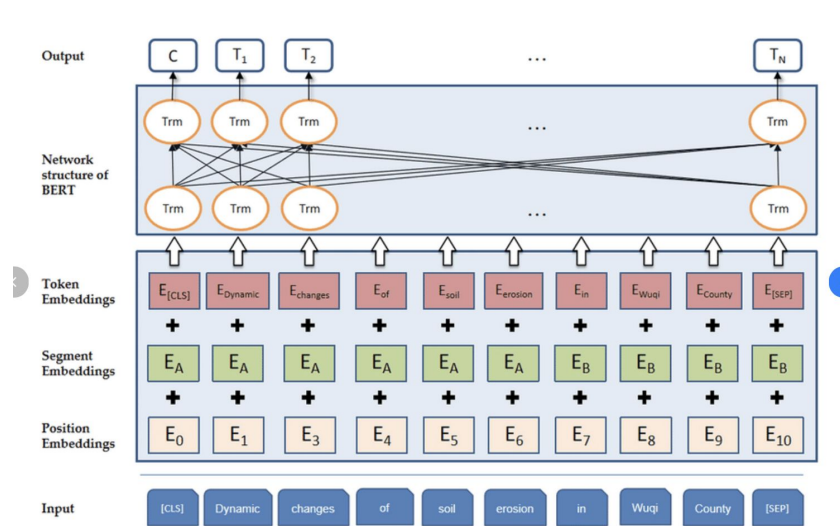 Output C T1 T2 ... TN
Trm Trm Trm ... Trm
Network
structure of
BERT
Trm Trm Trm ... Trm
Token
Embeddings
E[CLS] EDynamic Echanges Eof Esoil Eerosion Ein EWuqi ECounty E[SEP]
+ + + + + + + + + +
Segment
Embeddings
EA EA EA EA EA EA EB EB EB EB
+ + + + + + + + + +
Position
Embeddings
E0 E1 E3 E4 E5 E6 E7 E8 E9 E10
Input [CLS] Dynamic changes of soil erosion in Wuqi County [SEP]